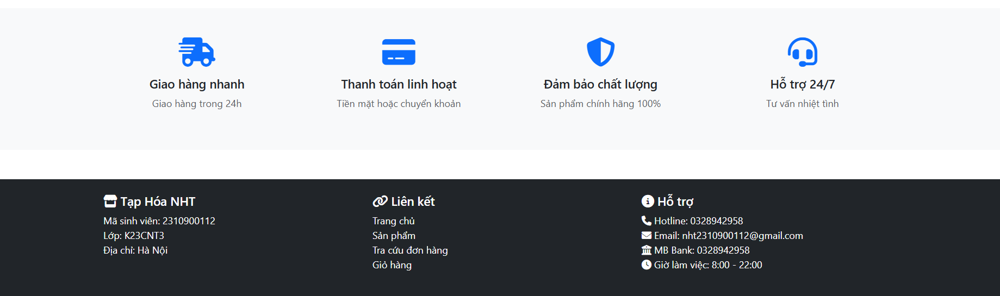 Giao hàng nhanh
Giao hàng trong 24h
Thanh toán linh hoạt
Tiền mặt hoặc chuyển khoản
Đảm bảo chất lượng
Sản phẩm chính hãng 100%
Hỗ trợ 24/7
Tư vấn nhiệt tình
Tạp Hóa NHT
Mã sinh viên: 2310900112
Lớp: K23CNT3
Địa chỉ: Hà Nội
Liên kết
Trang chủ
Sản phẩm
Tra cứu đơn hàng
Giỏ hàng
Hỗ trợ
Hotline: 0328942958
Email: nht2310900112@gmail.com
MB Bank: 0328942958
Giờ làm việc: 8:00 - 22:00